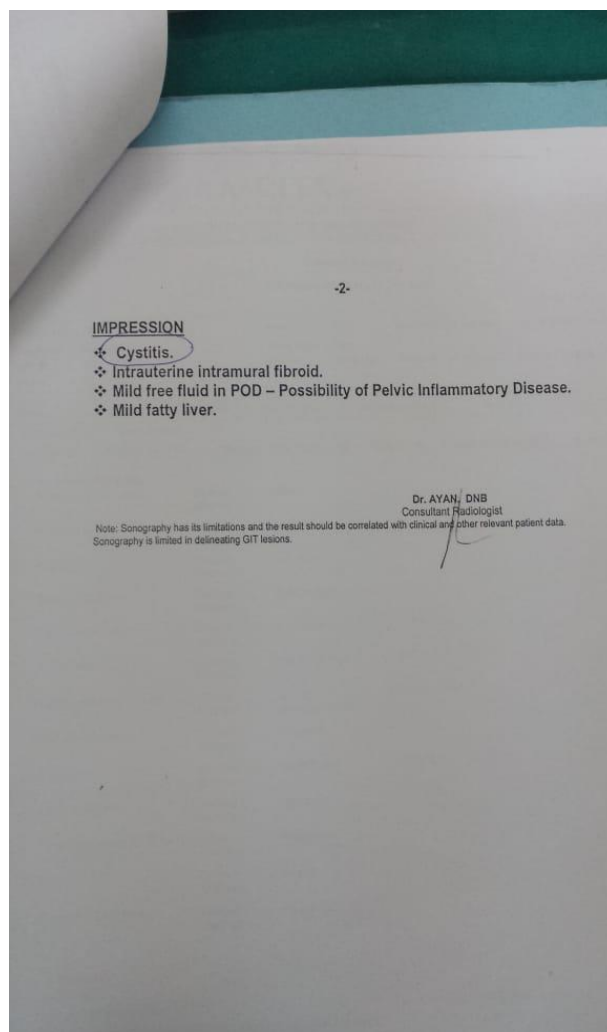 -2-
IMPRESSION
❖ Cystitis.
❖ Intrauterine intramural fibroid.
❖ Mild free fluid in POD – Possibility of Pelvic Inflammatory Disease.
❖ Mild fatty liver.
Dr. AYAN, DNB
Consultant Radiologist
Note: Sonography has its limitations and the result should be correlated with clinical and other relevant patient data.
Sonography is limited in delineating GIT lesions.